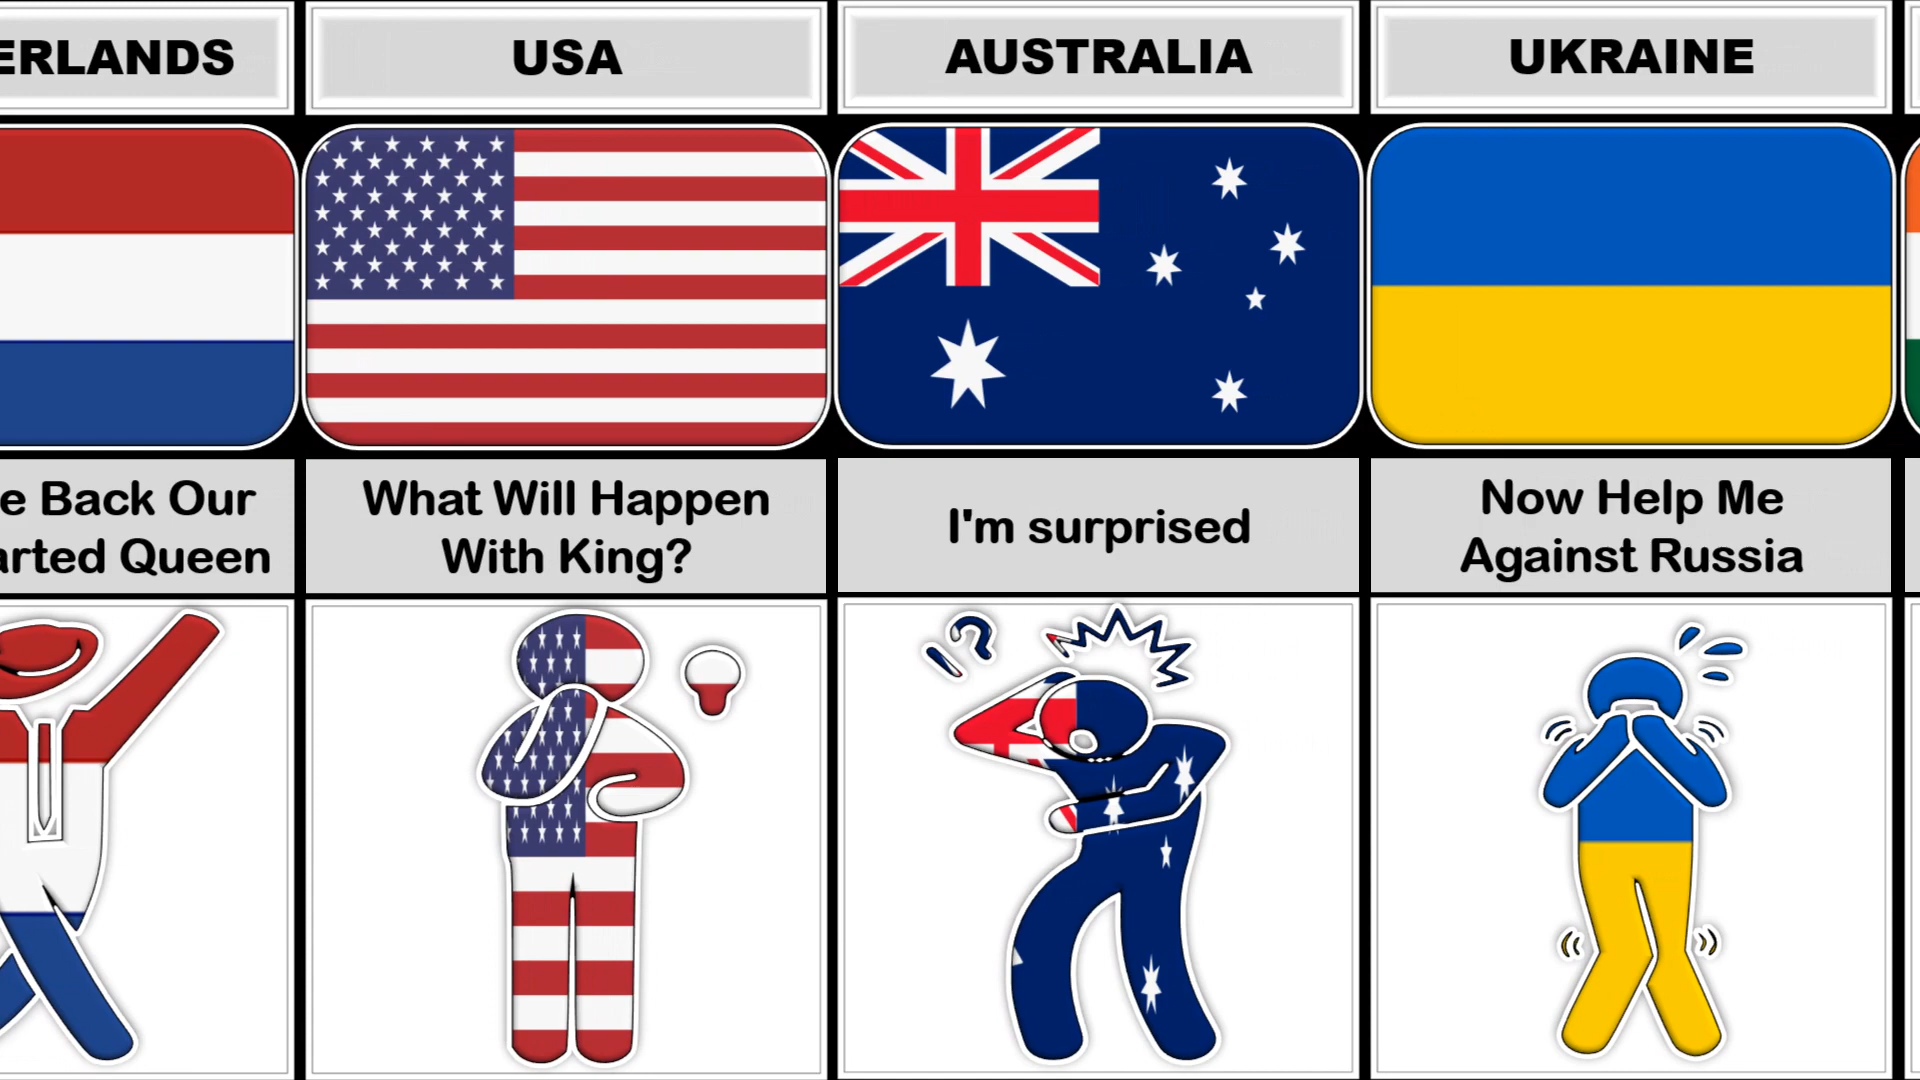 ERLANDS
USA
AUSTRALIA
UKRAINE
e Back Our
arted Queen
What Will Happen
With King?
I'm surprised
Now Help Me
Against Russia